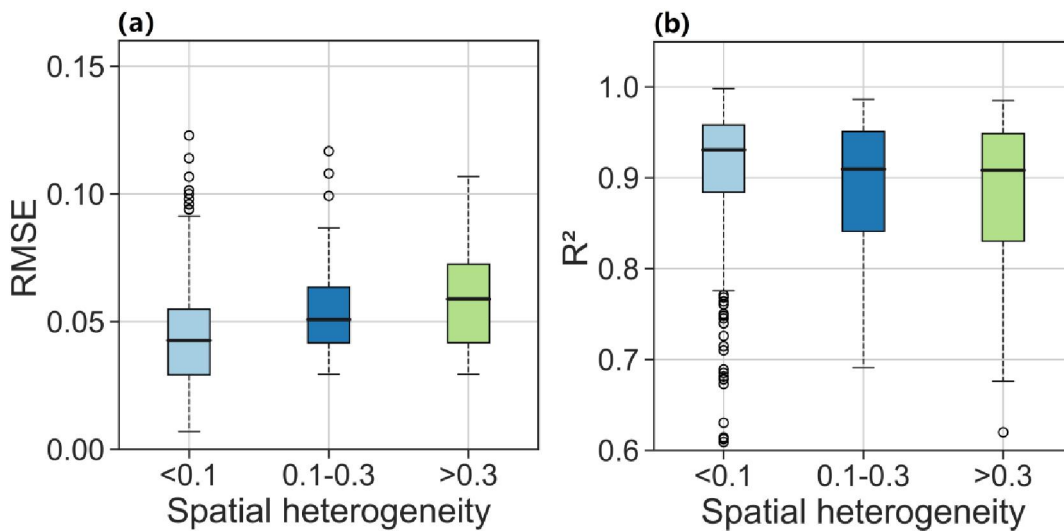 (a)
RMSE
0.15
0.10
0.05
0.00
<0.1 0.1-0.3 >0.3
Spatial heterogeneity
(b)
R²
1.0
0.9
0.8
0.7
0.6
<0.1 0.1-0.3 >0.3
Spatial heterogeneity